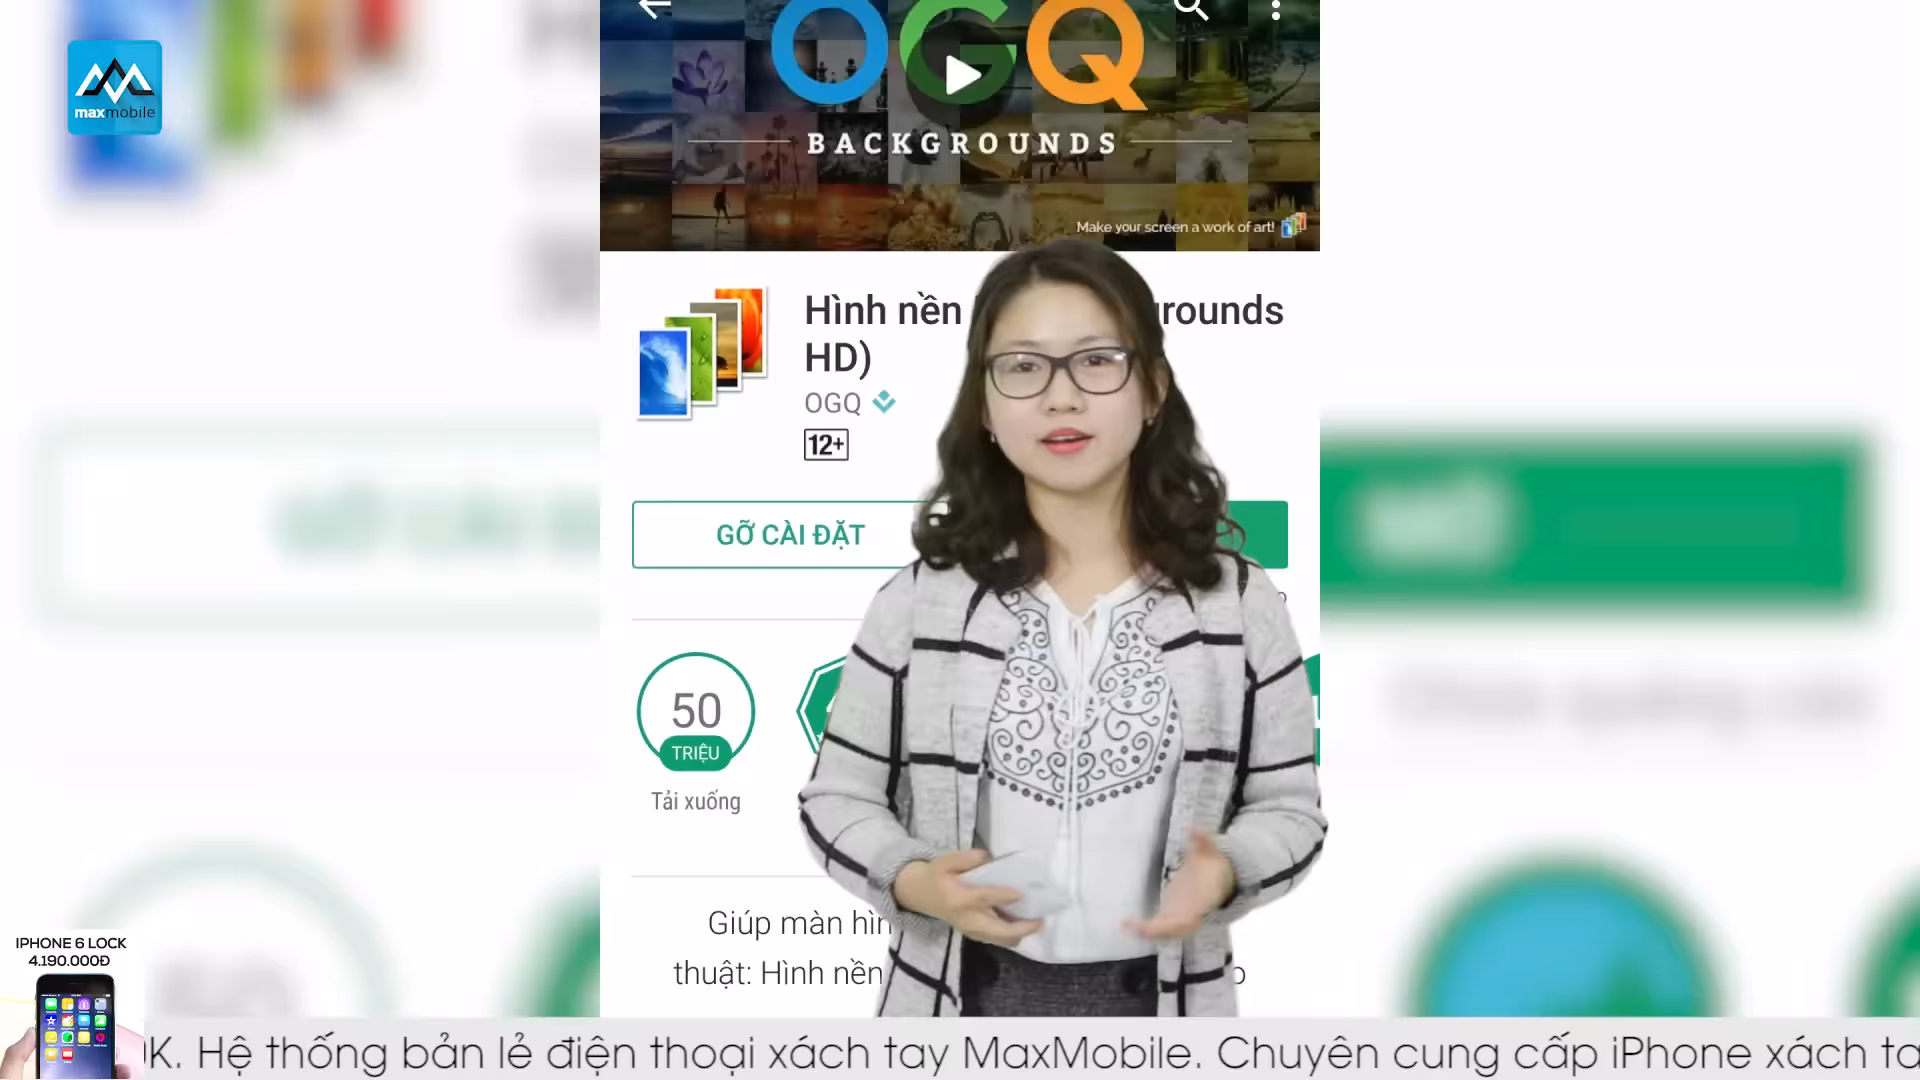 maxmobile
OGQ
BACKGROUNDS
Make your screen a work of art!
Hình nền
rounds
HD)
OGQ
12+
GỠ CÀI ĐẶT
50
TRIỆU
Tải xuống
Giúp màn hìn
thuật: Hình nền
IPHONE 6 LOCK
4.190.000Đ
K. Hệ thống bản lẻ điện thoại xách tay MaxMobile. Chuyên cung cấp iPhone xách ta